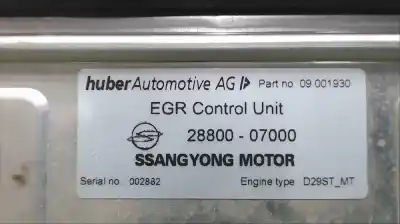 huberAutomotive AG Part no 09 001930
EGR Control Unit
28800 - 07000
SSANGYONG MOTOR
Serial no 002882 Engine type D29ST_MT